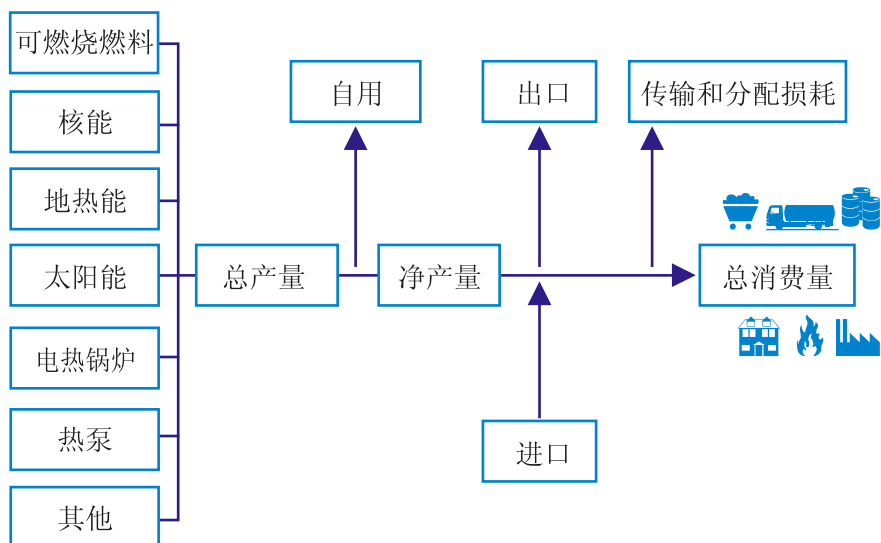 可燃烧燃料
核能
地热能
太阳能
电热锅炉
热泵
其他
总产量
自用
净产量
出口
进口
传输和分配损耗
总消费量